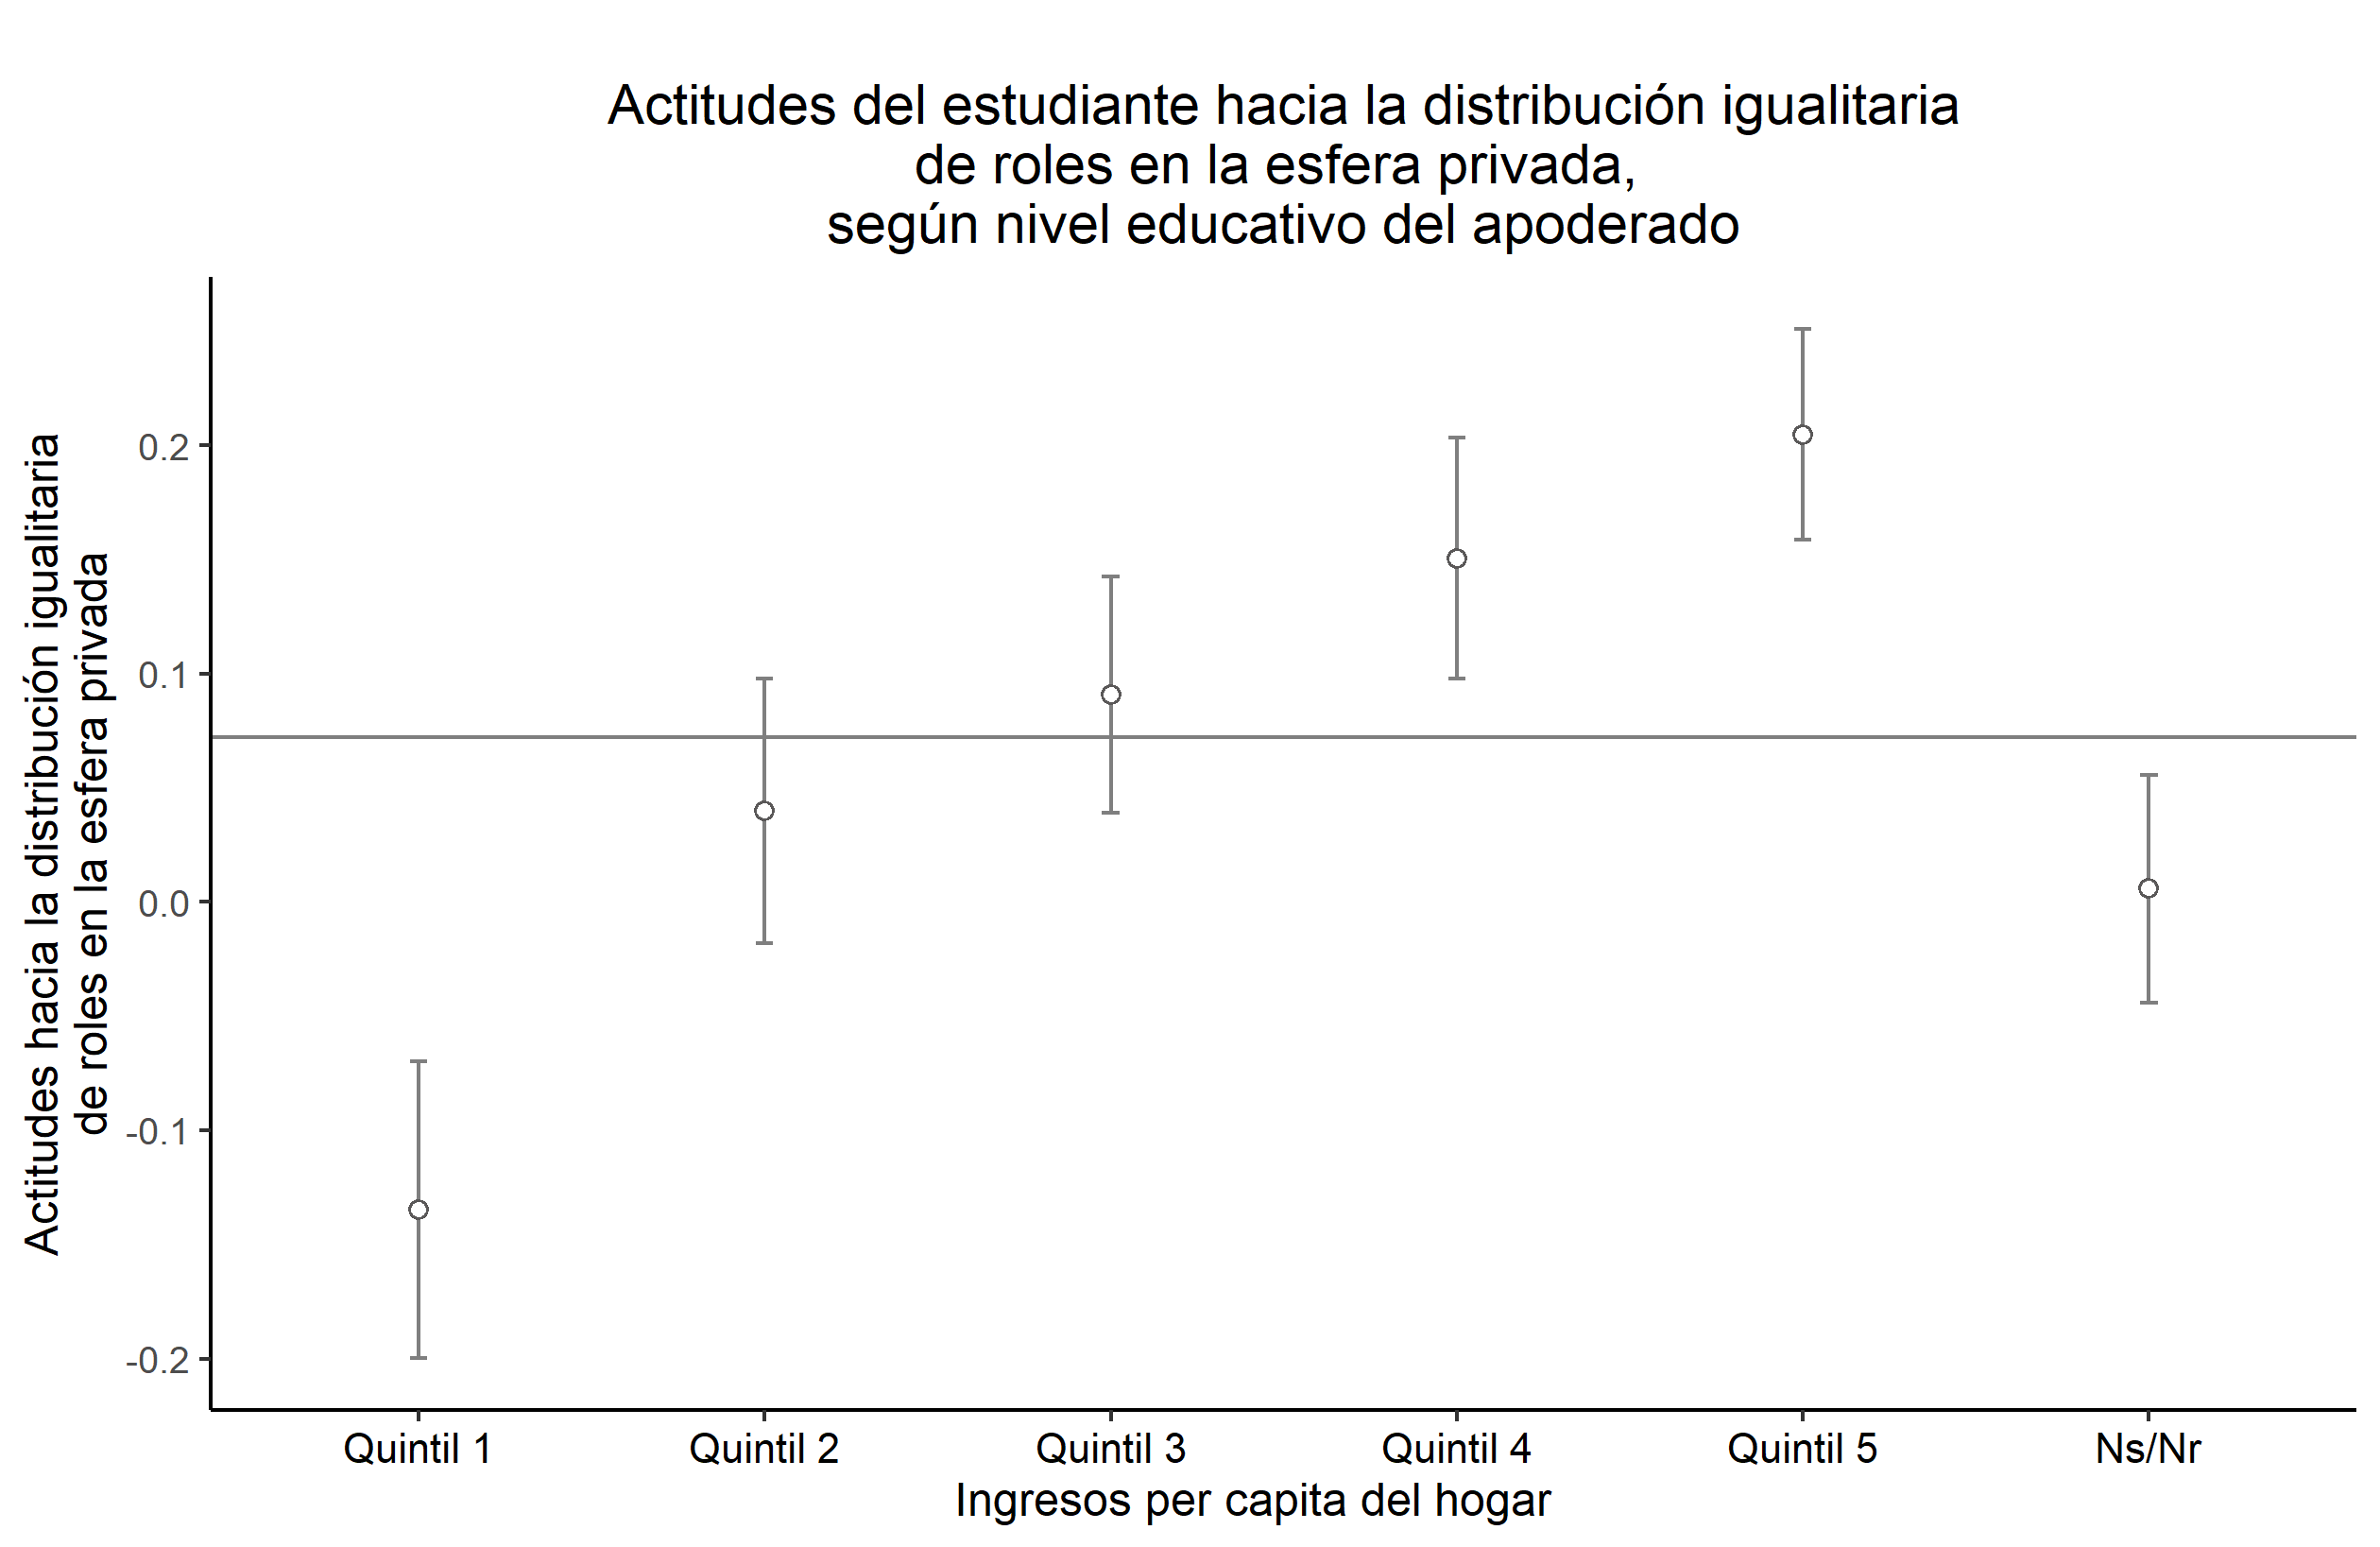 Actitudes del estudiante hacia la distribución igualitaria
de roles en la esfera privada,
según nivel educativo del apoderado
Actitudes hacia la distribución igualitaria
de roles en la esfera privada
0.2
0.1
0.0
-0.1
-0.2
Quintil 1 Quintil 2 Quintil 3 Quintil 4 Quintil 5 Ns/Nr
Ingresos per capita del hogar